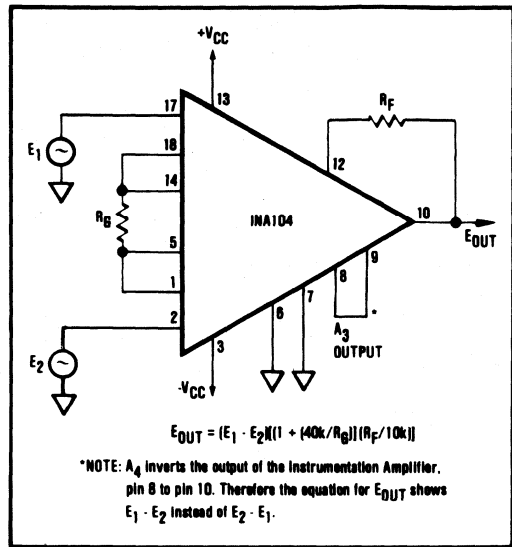 +VCC
13
17
E1
18
14
RG
5
1
2
E2
3
-VCC
INA104
12
RF
10
EOUT
9
8
*
A3
OUTPUT
7
6
EOUT = (E1 - E2)[(1 + (40k/RG)](RF/10k)]
*NOTE: A4 inverts the output of the Instrumentation Amplifier,
pin 8 to pin 10. Therefore the equation for EOUT shows
E1 - E2 instead of E2 - E1.